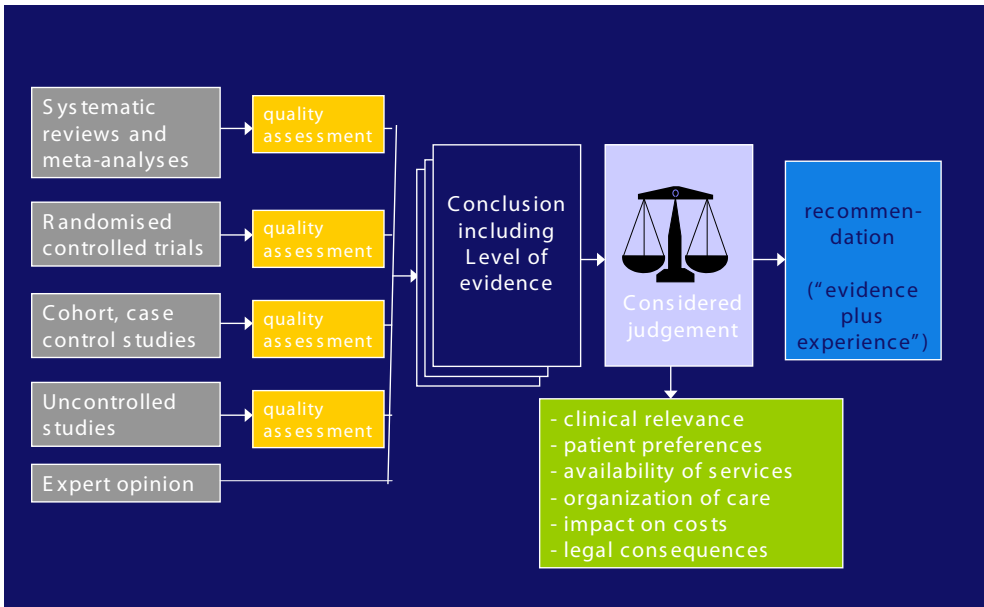 Systematic
reviews and
meta-analyses
quality
assessment
Randomised
controlled trials
quality
assessment
Cohort, case
control studies
quality
assessment
Uncontrolled
studies
quality
assessment
Expert opinion
Conclusion
including
Level of
evidence
Considered
judgement
recommen-
dation
(“evidence
plus
experience”)
- clinical relevance
- patient preferences
- availability of services
- organization of care
- impact on costs
- legal consequences